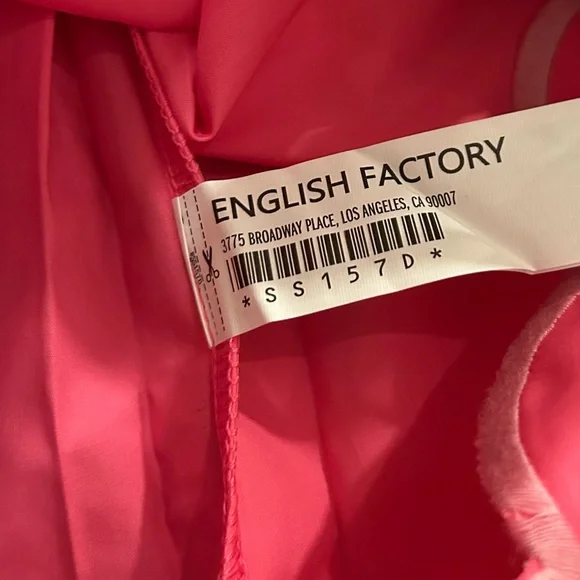 ENGLISH FACTORY
3775 BROADWAY PLACE, LOS ANGELES, CA 90007
*SS157D*